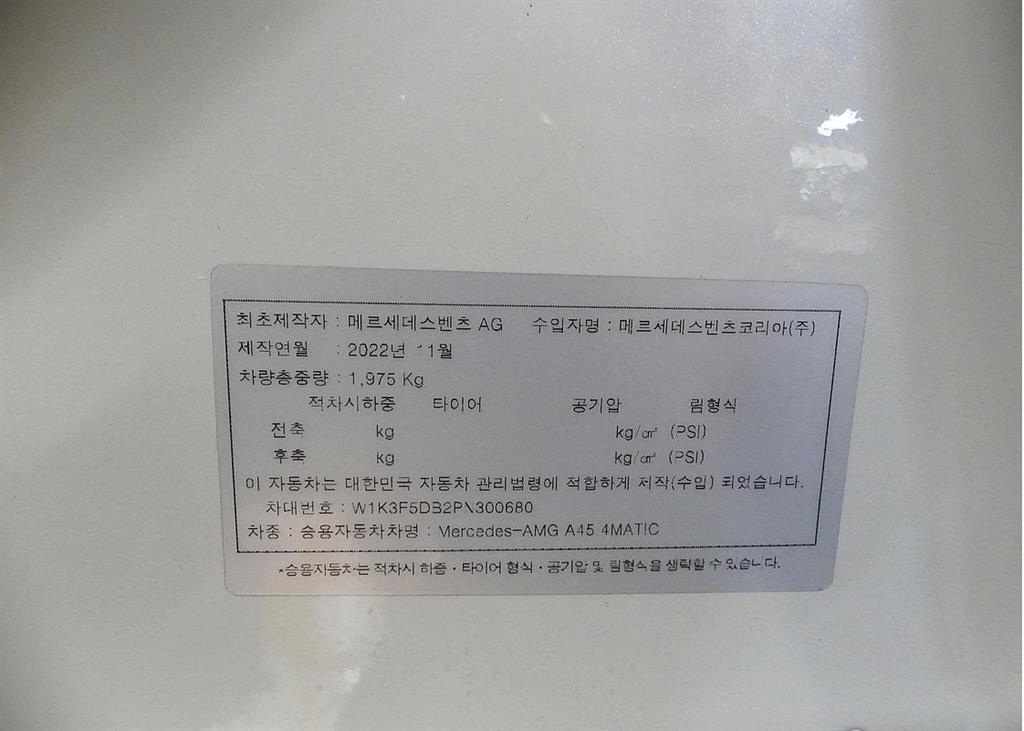 최초제작자 : 메르세데스벤츠 AG 수입자명 : 메르세데스벤츠코리아(주)
제작연월 : 2022년 11월
차량총중량 : 1,975 Kg
적차시하중 타이어 공기압 림형식
전축 kg kg/㎠ (PSI)
후축 kg kg/㎠ (PSI)
이 자동차는 대한민국 자동차 관리법령에 적합하게 제작(수입) 되었습니다.
차대번호 : W1K3F5DB2PN300680
차종 : 승용자동차차명 : Mercedes-AMG A45 4MATIC
*승용자동차는 적차시 하중·타이어 형식·공기압 및 림형식을 생략할 수 있습니다.